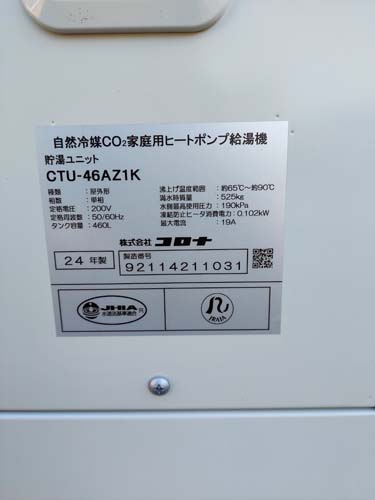 自然冷媒CO₂家庭用ヒートポンプ給湯機
貯湯ユニット
CTU-46AZ1K
種類 : 屋外形
相数 : 単相
定格電圧 : 200V
定格周波数 : 50/60Hz
タンク容量 : 460L
沸上げ温度範囲 : 約65℃~約90℃
満水時質量 : 525kg
水側最高使用圧力 : 190kPa
凍結防止ヒータ消費電力 : 0.102kW
最大電流 : 19A
株式会社 コロナ
24年製
製造番号
92114211031
JHIA
IRAJA